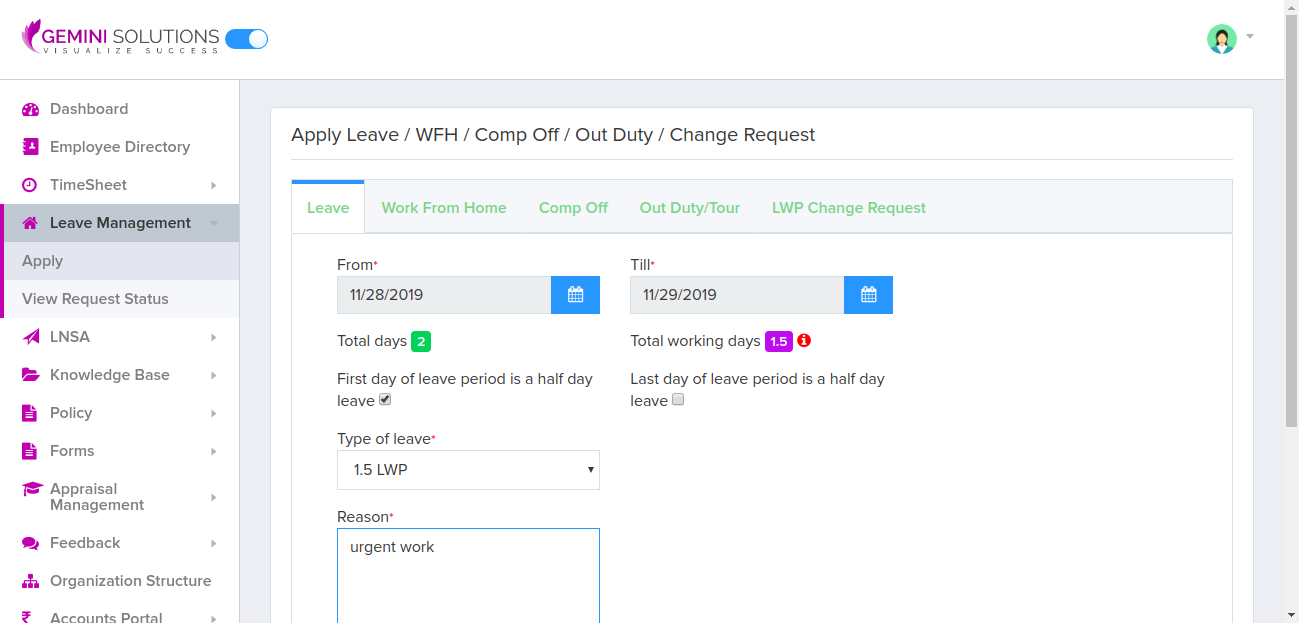 GEMINI SOLUTIONS
VISUALIZE SUCCESS
Dashboard
Employee Directory
TimeSheet
Leave Management
Apply
View Request Status
LNSA
Knowledge Base
Policy
Forms
Appraisal
Management
Feedback
Organization Structure
Accounts Portal
Apply Leave / WFH / Comp Off / Out Duty / Change Request
Leave Work From Home Comp Off Out Duty/Tour LWP Change Request
From* Till*
11/28/2019 11/29/2019
Total days 2 Total working days 1.5
First day of leave period is a half day
leave
Last day of leave period is a half day
leave
Type of leave*
1.5 LWP
Reason*
urgent work